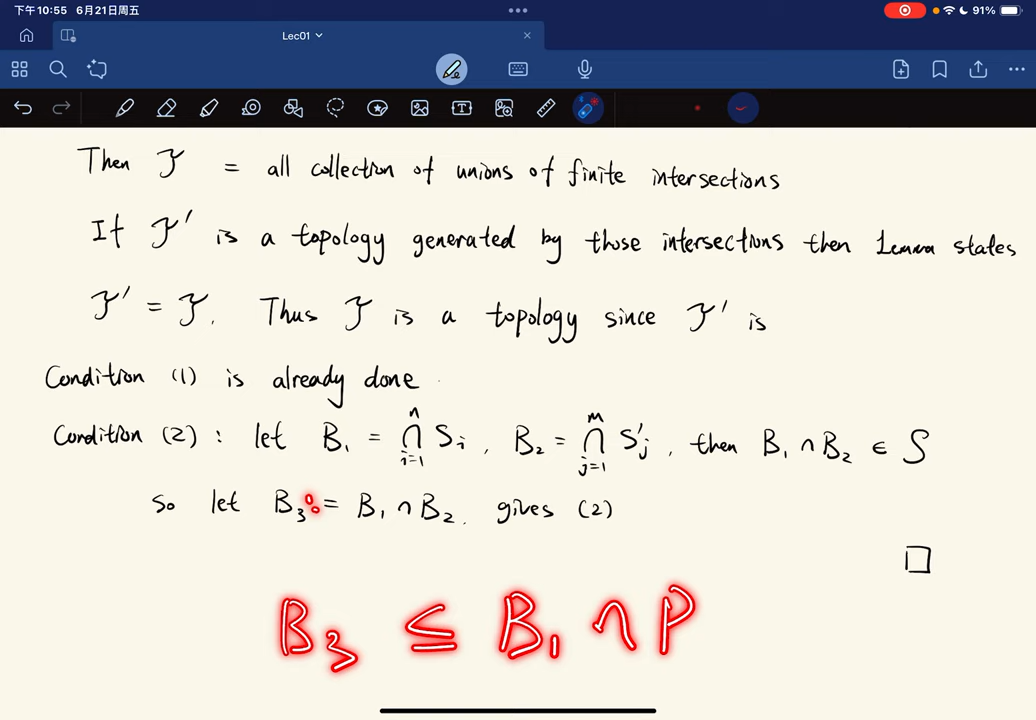 下午10:55 6月21日周五
91%
Lec01
Then 𝒯 = all collection of unions of finite intersections
If 𝒯' is a topology generated by those intersections then Lemma states
𝒯' = 𝒯. Thus 𝒯 is a topology since 𝒯' is
Condition (1) is already done
Condition (2) : let B₁ = ⋂ᵢ₌₁ⁿ Sᵢ , B₂ = ⋂ⱼ₌₁ᵐ S'ⱼ , then B₁ ∩ B₂ ∈ S
So let B₃ := B₁ ∩ B₂. gives (2)
□
B₃ ≤ B₁ ∩ P